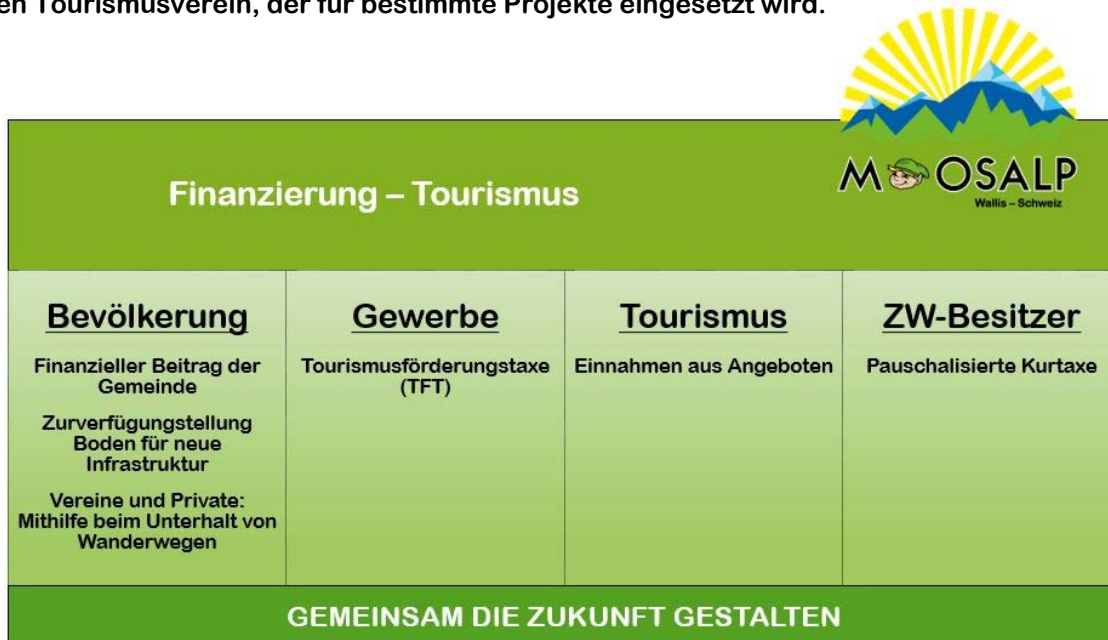 en Tourismusverein, der für bestimmte Projekte eingesetzt wird.
MOOSALP
Wallis – Schweiz
Finanzierung – Tourismus
Bevölkerung
Finanzieller Beitrag der
Gemeinde
Zurverfügungstellung
Boden für neue
Infrastruktur
Vereine und Private:
Mithilfe beim Unterhalt von
Wanderwegen
Gewerbe
Tourismusförderungstaxe
(TFT)
Tourismus
Einnahmen aus Angeboten
ZW-Besitzer
Pauschalisierte Kurtaxe
GEMEINSAM DIE ZUKUNFT GESTALTEN